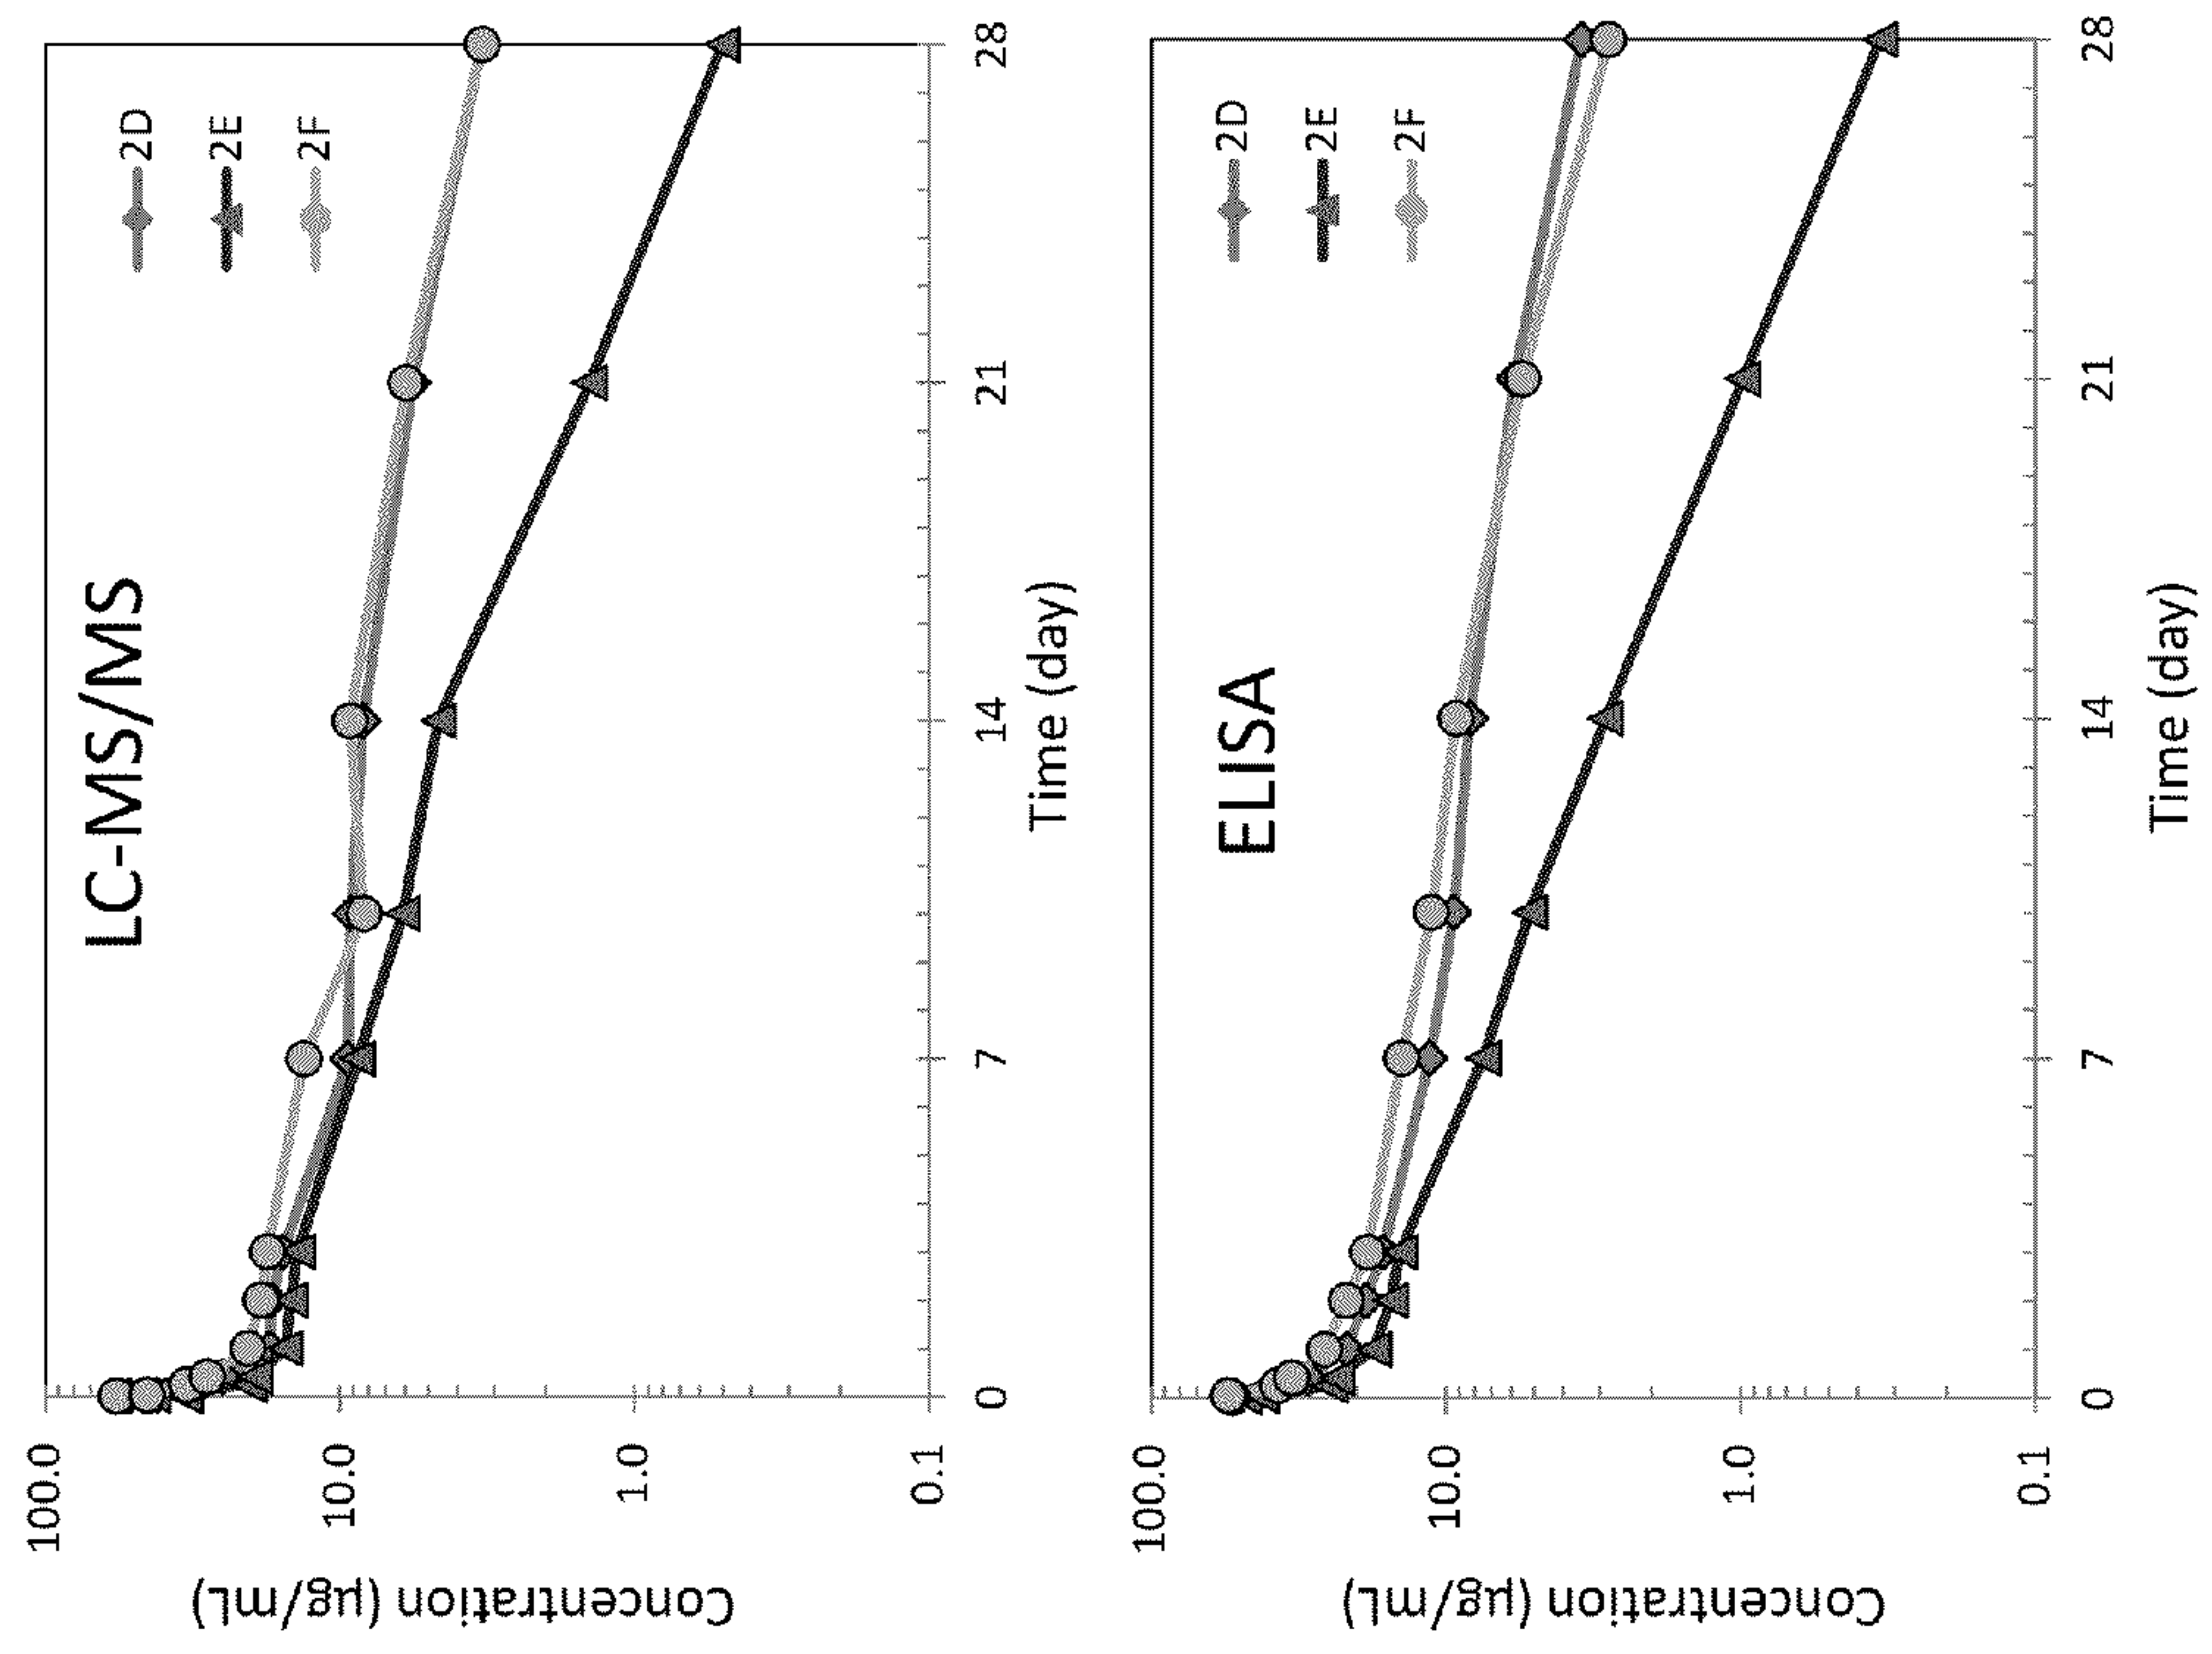 LC-MS/MS
2D
2E
2F
Concentration (µg/mL)
100.0
10.0
1.0
0.1
0
7
14
21
28
Time (day)
ELISA
2D
2E
2F
Concentration (µg/mL)
100.0
10.0
1.0
0.1
0
7
14
21
28
Time (day)